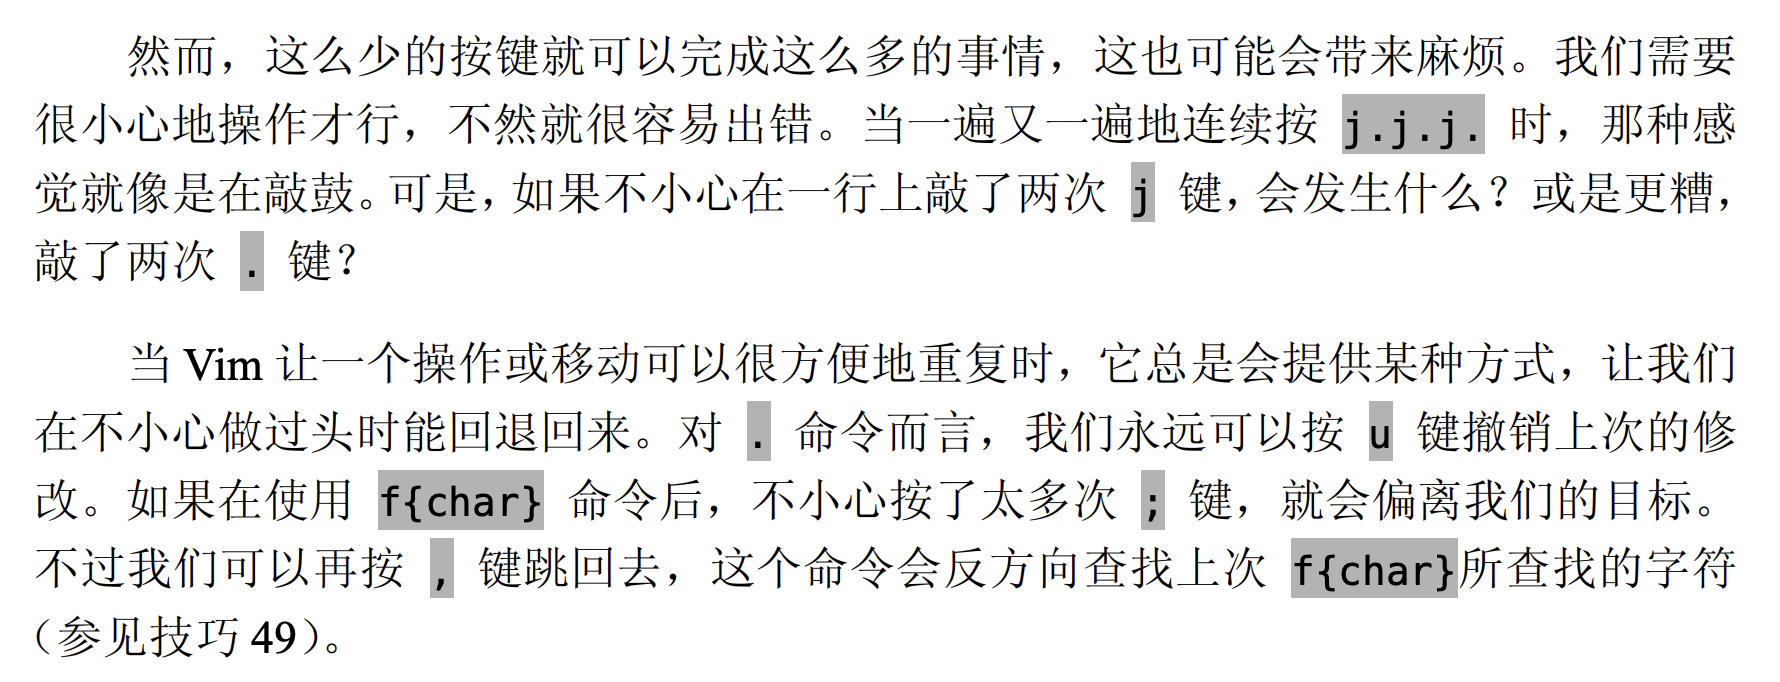 然而，这么少的按键就可以完成这么多的事情，这也可能会带来麻烦。我们需要
很小心地操作才行，不然就很容易出错。当一遍又一遍地连续按 j.j.j. 时，那种感
觉就像是在敲鼓。可是，如果不小心在一行上敲了两次 j 键，会发生什么？或是更糟，
敲了两次 . 键？
当 Vim 让一个操作或移动可以很方便地重复时，它总是会提供某种方式，让我们
在不小心做过头时能回退回来。对 . 命令而言，我们永远可以按 u 键撤销上次的修
改。如果在使用 f{char} 命令后，不小心按了太多次 ; 键，就会偏离我们的目标。
不过我们可以再按 , 键跳回去，这个命令会反方向查找上次 f{char}所查找的字符
（参见技巧 49）。